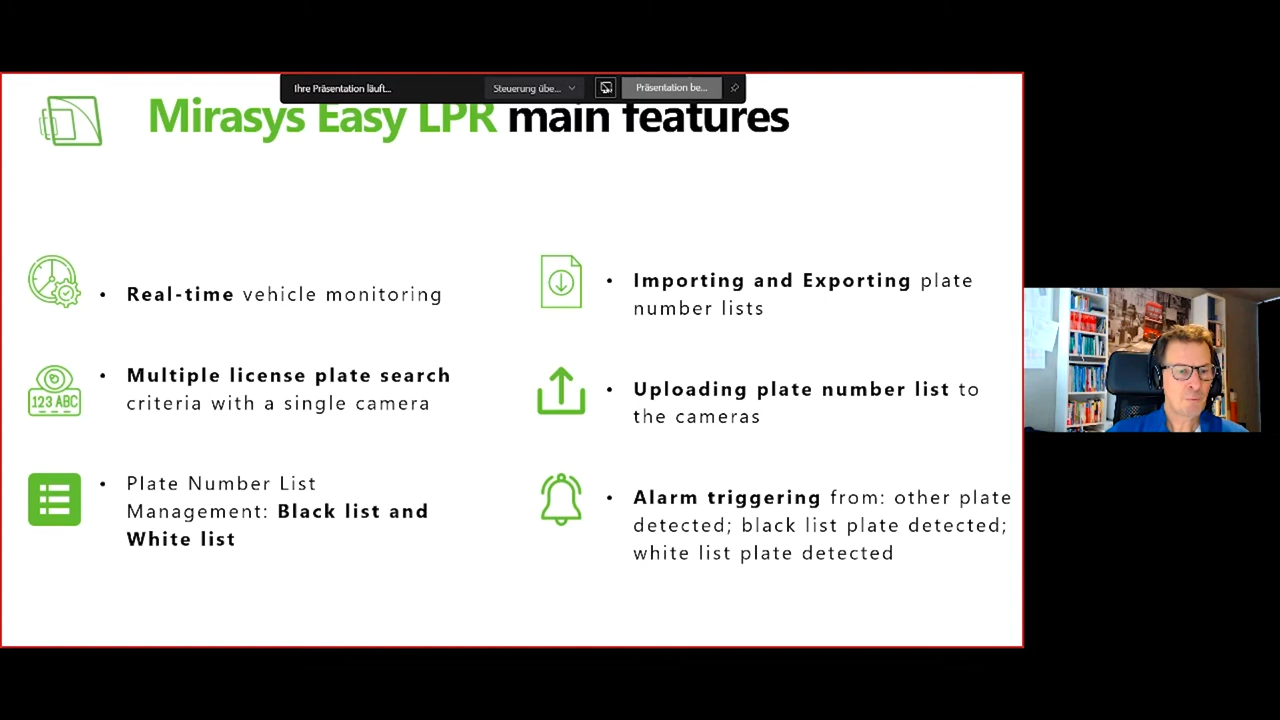 Ihre Präsentation läuft...
Steuerung übe...
Präsentation be...
Mirasys Easy LPR main features
• Real-time vehicle monitoring
• Multiple license plate search
criteria with a single camera
123 ABC
• Plate Number List
Management: Black list and
White list
• Importing and Exporting plate
number lists
• Uploading plate number list to
the cameras
• Alarm triggering from: other plate
detected; black list plate detected;
white list plate detected